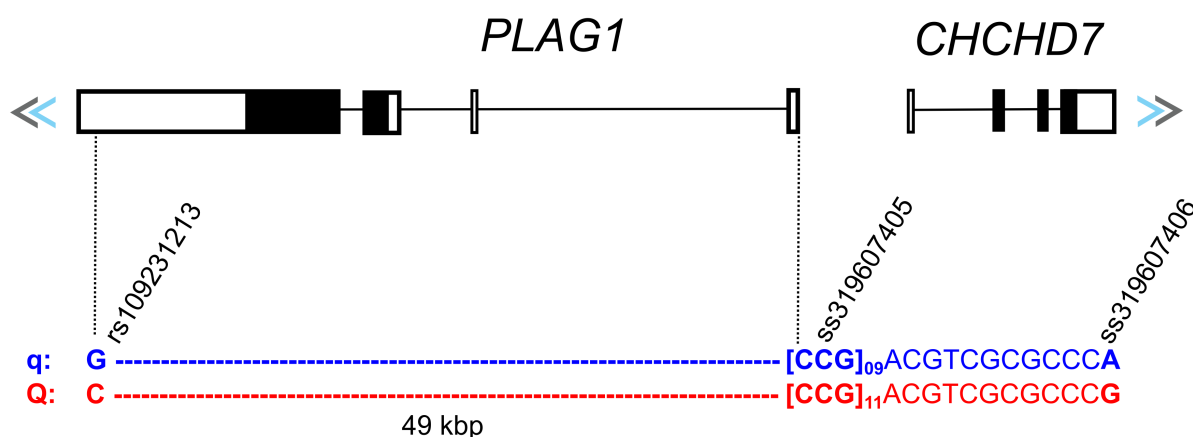 PLAG1 CHCHD7
rs109231213
ss319607405
ss319607406
q: G [CCG]09ACGTCGCGCCCA
Q: C [CCG]11ACGTCGCGCCCG
49 kbp